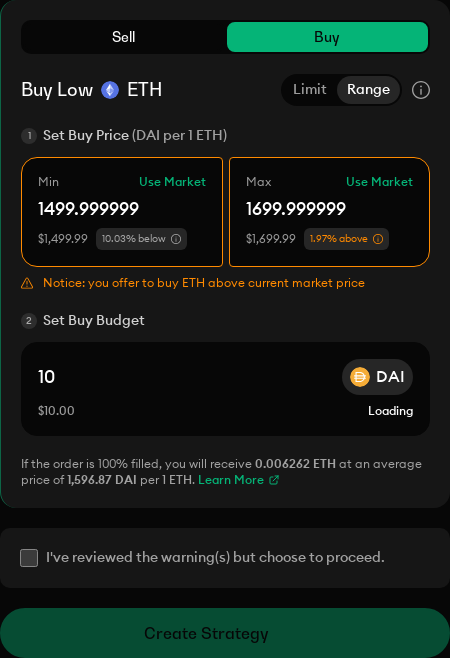 Sell Buy
Buy Low ETH Limit Range
1 Set Buy Price (DAI per 1 ETH)
Min Use Market Max Use Market
1499.999999 1699.999999
$1,499.99 10.03% below $1,699.99 1.97% above
Notice: you offer to buy ETH above current market price
2 Set Buy Budget
10 DAI
$10.00 Loading
If the order is 100% filled, you will receive 0.006262 ETH at an average
price of 1,596.87 DAI per 1 ETH. Learn More
I've reviewed the warning(s) but choose to proceed.
Create Strategy